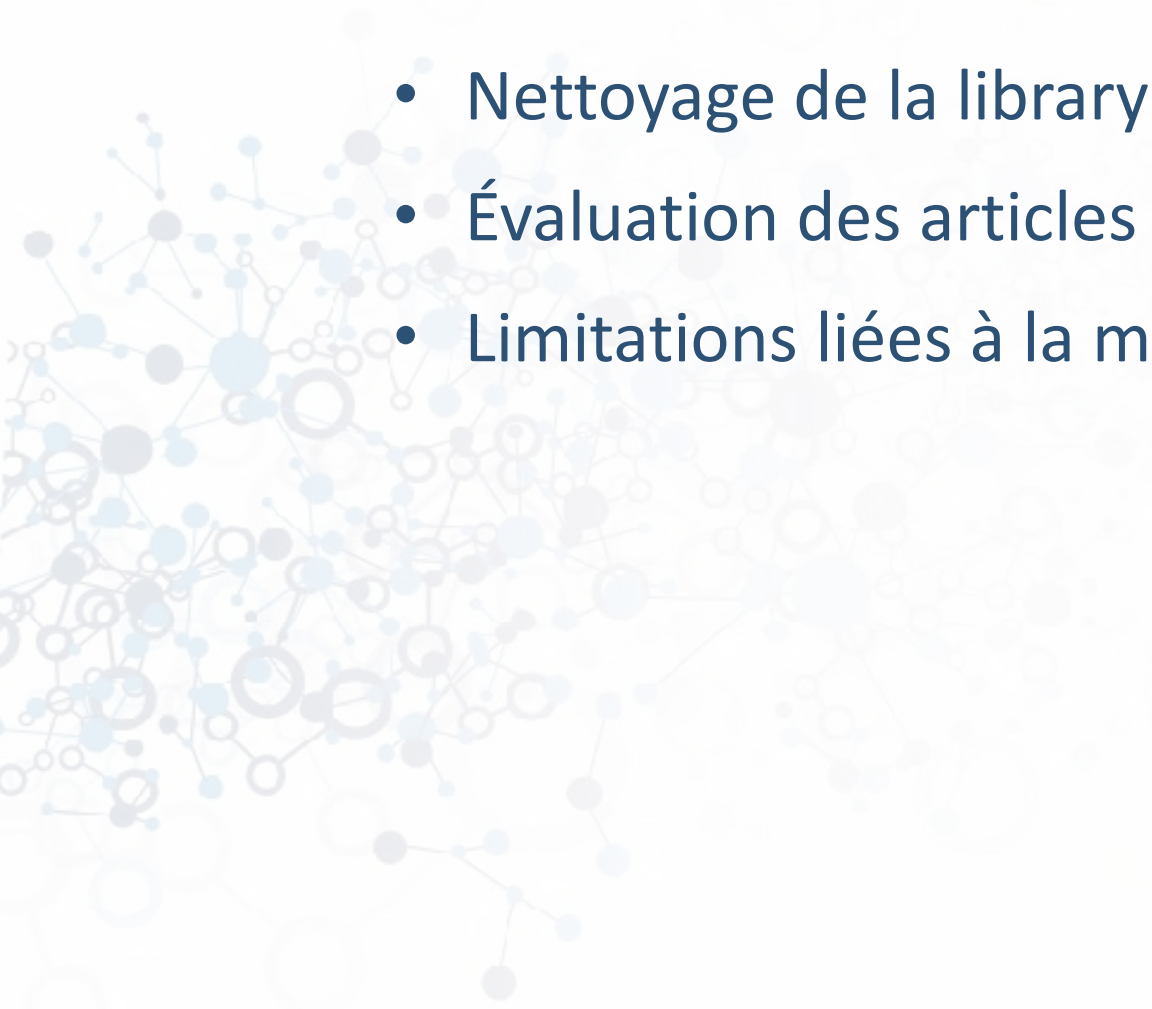 • Nettoyage de la library
• Évaluation des articles
• Limitations liées à la